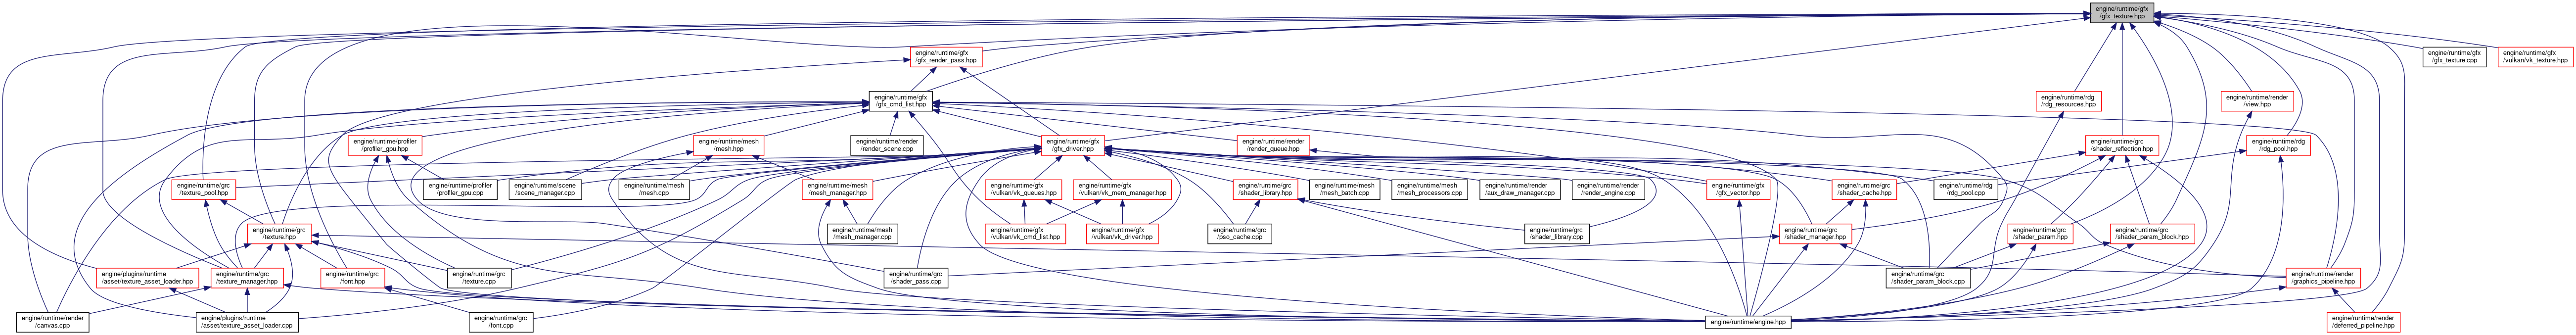 engine/runtime/gfx
/gfx_texture.hpp
engine/runtime/gfx
/gfx_render_pass.hpp
engine/runtime/gfx
/gfx_texture.cpp
engine/runtime/gfx
/vulkan/vk_texture.hpp
engine/runtime/gfx
/gfx_cmd_list.hpp
engine/runtime/rdg
/rdg_resources.hpp
engine/runtime/render
/view.hpp
engine/runtime/profiler
/profiler_gpu.hpp
engine/runtime/mesh
/mesh.hpp
engine/runtime/render
/render_scene.cpp
engine/runtime/gfx
/gfx_driver.hpp
engine/runtime/render
/render_queue.hpp
engine/runtime/grc
/shader_reflection.hpp
engine/runtime/rdg
/rdg_pool.hpp
engine/runtime/grc
/texture_pool.hpp
engine/runtime/profiler
/profiler_gpu.cpp
engine/runtime/scene
/scene_manager.cpp
engine/runtime/mesh
/mesh.cpp
engine/runtime/mesh
/mesh_manager.hpp
engine/runtime/gfx
/vulkan/vk_queues.hpp
engine/runtime/gfx
/vulkan/vk_mem_manager.hpp
engine/runtime/grc
/shader_library.hpp
engine/runtime/mesh
/mesh_batch.cpp
engine/runtime/mesh
/mesh_processors.cpp
engine/runtime/render
/aux_draw_manager.cpp
engine/runtime/render
/render_engine.cpp
engine/runtime/gfx
/gfx_vector.hpp
engine/runtime/grc
/shader_cache.hpp
engine/runtime/rdg
/rdg_pool.cpp
engine/runtime/grc
/texture.hpp
engine/runtime/mesh
/mesh_manager.cpp
engine/runtime/gfx
/vulkan/vk_cmd_list.hpp
engine/runtime/gfx
/vulkan/vk_driver.hpp
engine/runtime/grc
/pso_cache.cpp
engine/runtime/grc
/shader_library.cpp
engine/runtime/grc
/shader_manager.hpp
engine/runtime/grc
/shader_param.hpp
engine/runtime/grc
/shader_param_block.hpp
engine/plugins/runtime
/asset/texture_asset_loader.hpp
engine/runtime/grc
/texture_manager.hpp
engine/runtime/grc
/font.hpp
engine/runtime/grc
/texture.cpp
engine/runtime/grc
/shader_pass.cpp
engine/runtime/grc
/shader_param_block.cpp
engine/runtime/render
/graphics_pipeline.hpp
engine/runtime/render
/canvas.cpp
engine/plugins/runtime
/asset/texture_asset_loader.cpp
engine/runtime/grc
/font.cpp
engine/runtime/engine.hpp
engine/runtime/render
/deferred_pipeline.hpp